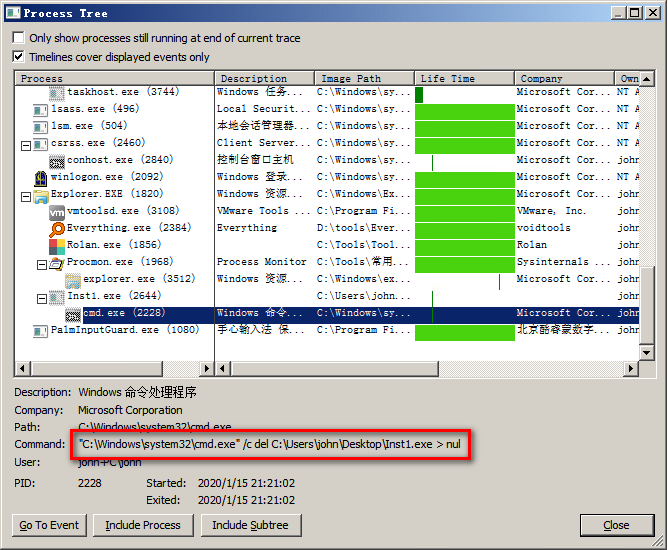 Process Tree
Only show processes still running at end of current trace
Timelines cover displayed events only
Process Description Image Path Life Time Company Own
taskhost.exe (3744) Windows 任务... C:\Windows\sy... Microsoft Cor... NT A
lsass.exe (496) Local Securit... C:\Windows\sy... Microsoft Cor... NT A
lsm.exe (504) 本地会话管理器... C:\Windows\sy... Microsoft Cor... NT A
csrss.exe (2460) Client Server... C:\Windows\sy... Microsoft Cor... NT A
conhost.exe (2840) 控制台窗口主机 C:\Windows\sy... Microsoft Cor... john
winlogon.exe (2092) Windows 登录... C:\Windows\sy... Microsoft Cor... NT A
Explorer.EXE (1820) Windows 资源... C:\Windows\Ex... Microsoft Cor... john
vmtoolsd.exe (3108) VMware Tools ... C:\Program Fi... VMware, Inc. john
Everything.exe (2384) Everything D:\tools\Ever... voidtools john
Rolan.exe (1856) C:\Tools\Tool... Rolan john
Procmon.exe (1968) Process Monitor C:\Tools\常用... Sysinternals ... john
explorer.exe (3512) Windows 资源... C:\Windows\ex... Microsoft Cor... john
Inst1.exe (2644) C:\Users\john... john
cmd.exe (2228) Windows 命令... C:\Windows\sy... Microsoft Cor... john
PalmInputGuard.exe (1080) 手心输入法 保... C:\Program Fi... 北京酷睿蒙数字... john
Description: Windows 命令处理程序
Company: Microsoft Corporation
Path: C:\Windows\system32\cmd.exe
Command: "C:\Windows\system32\cmd.exe" /c del C:\Users\john\Desktop\Inst1.exe > nul
User: john-PC\john
PID: 2228 Started: 2020/1/15 21:21:02
Exited: 2020/1/15 21:21:02
Go To Event Include Process Include Subtree Close